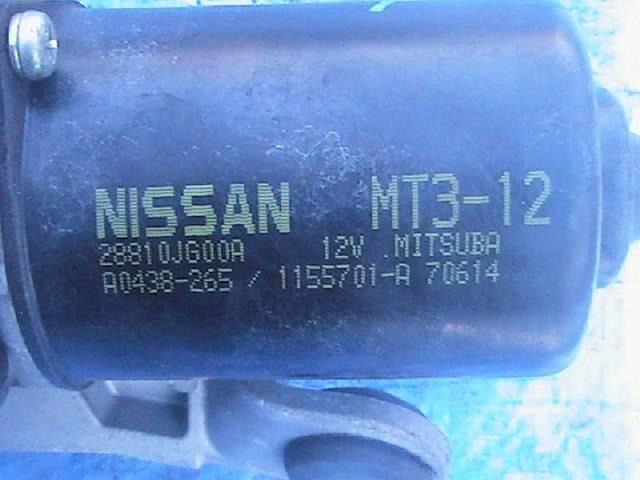 NISSAN MT3-12
28810JG00A 12V MITSUBA
A0438-265 / 1155701-A 70614